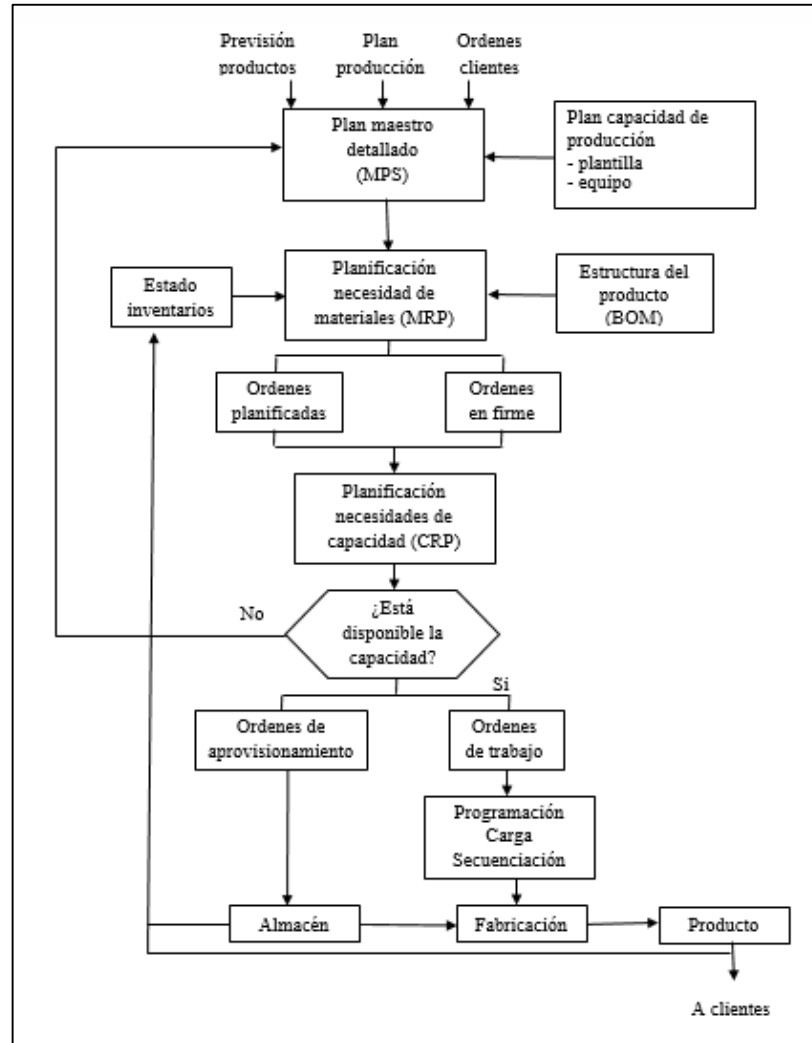 Previsión
productos
Plan
producción
Ordenes
clientes
Plan maestro
detallado
(MPS)
Plan capacidad de
producción
- plantilla
- equipo
Estado
inventarios
Planificación
necesidad de
materiales (MRP)
Estructura del
producto
(BOM)
Ordenes
planificadas
Ordenes
en firme
Planificación
necesidades de
capacidad (CRP)
No
¿Está
disponible la
capacidad?
Si
Ordenes de
aprovisionamiento
Ordenes
de trabajo
Programación
Carga
Secuenciación
Almacén
Fabricación
Producto
A clientes